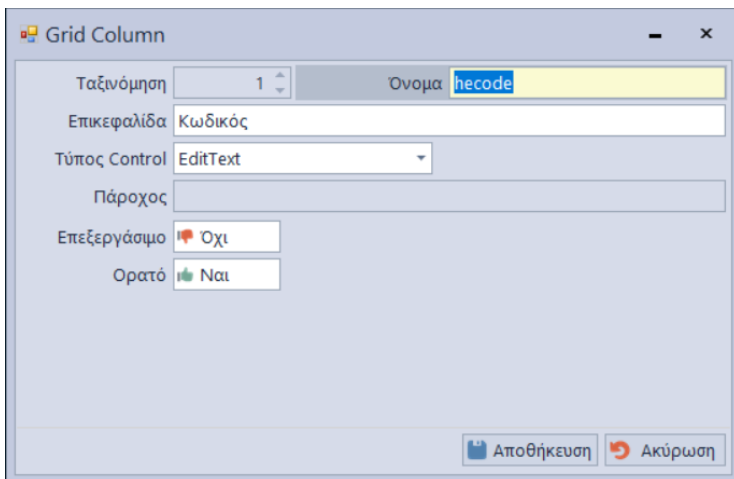 Grid Column
Ταξινόμηση 1 Όνομα hecode
Επικεφαλίδα Κωδικός
Τύπος Control EditText
Πάροχος
Επεξεργάσιμο Όχι
Ορατό Ναι
Αποθήκευση Ακύρωση